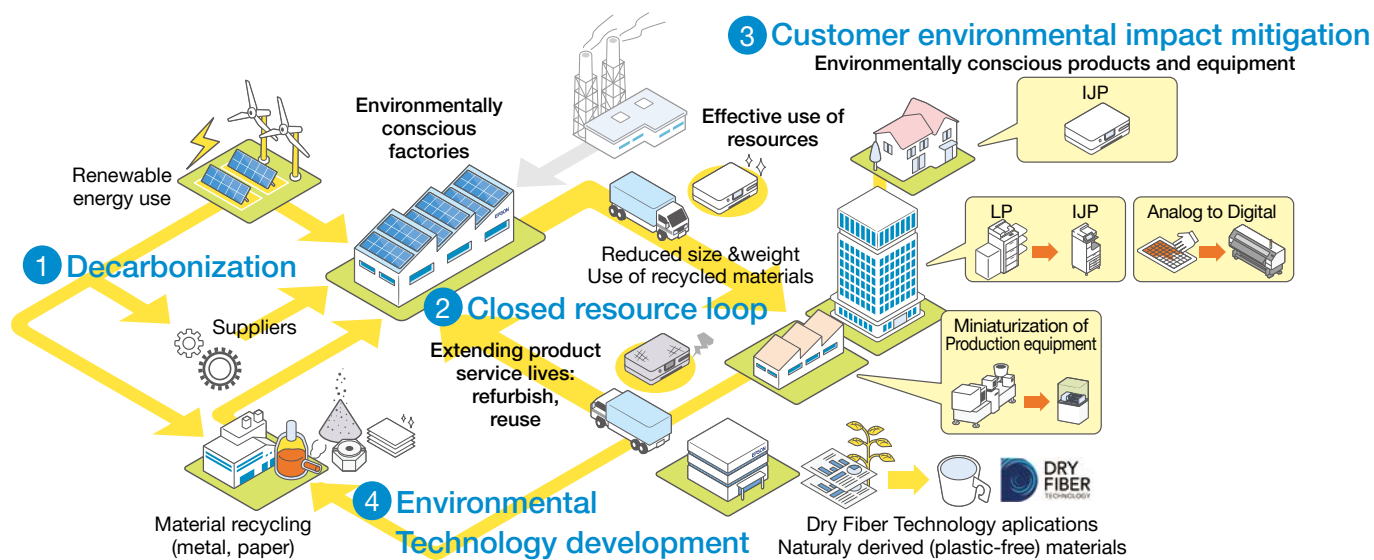 3 Customer environmental impact mitigation
Environmentally conscious products and equipment
IJP
Environmentally
conscious
factories
Effective use of
resources
Renewable
energy use
EPSON
LP
IJP
Analog to Digital
1 Decarbonization
Reduced size &weight
Use of recycled materials
2 Closed resource loop
Suppliers
Extending product
service lives:
refurbish,
reuse
Miniaturization of
Production equipment
EPSON
DRY
FIBER
TECHNOLOGY
4 Environmental
Technology development
Material recycling
(metal, paper)
Dry Fiber Technology aplications
Naturaly derived (plastic-free) materials